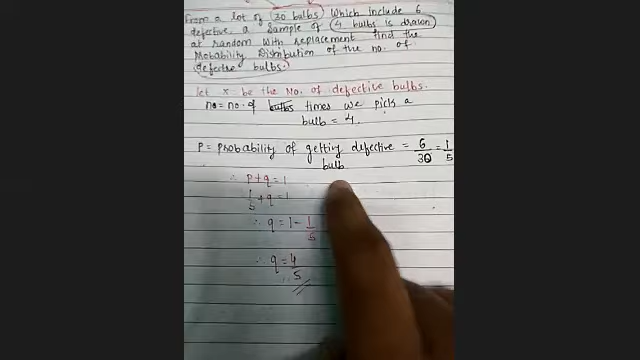 From a lot of 30 bulbs which include 6
defective, a sample of 4 bulbs is drawn
at random with replacement find the
Probability Distribution of the no. of
defective bulbs.
let x be the No. of defective bulbs.
n = no. of bulbs times we pick a
bulb = 4.
P = probability of getting defective = 6/30 = 1/5
bulb
∴ p+q=1
1/5 + q = 1
∴ q = 1 - 1/5
∴ q = 4/5